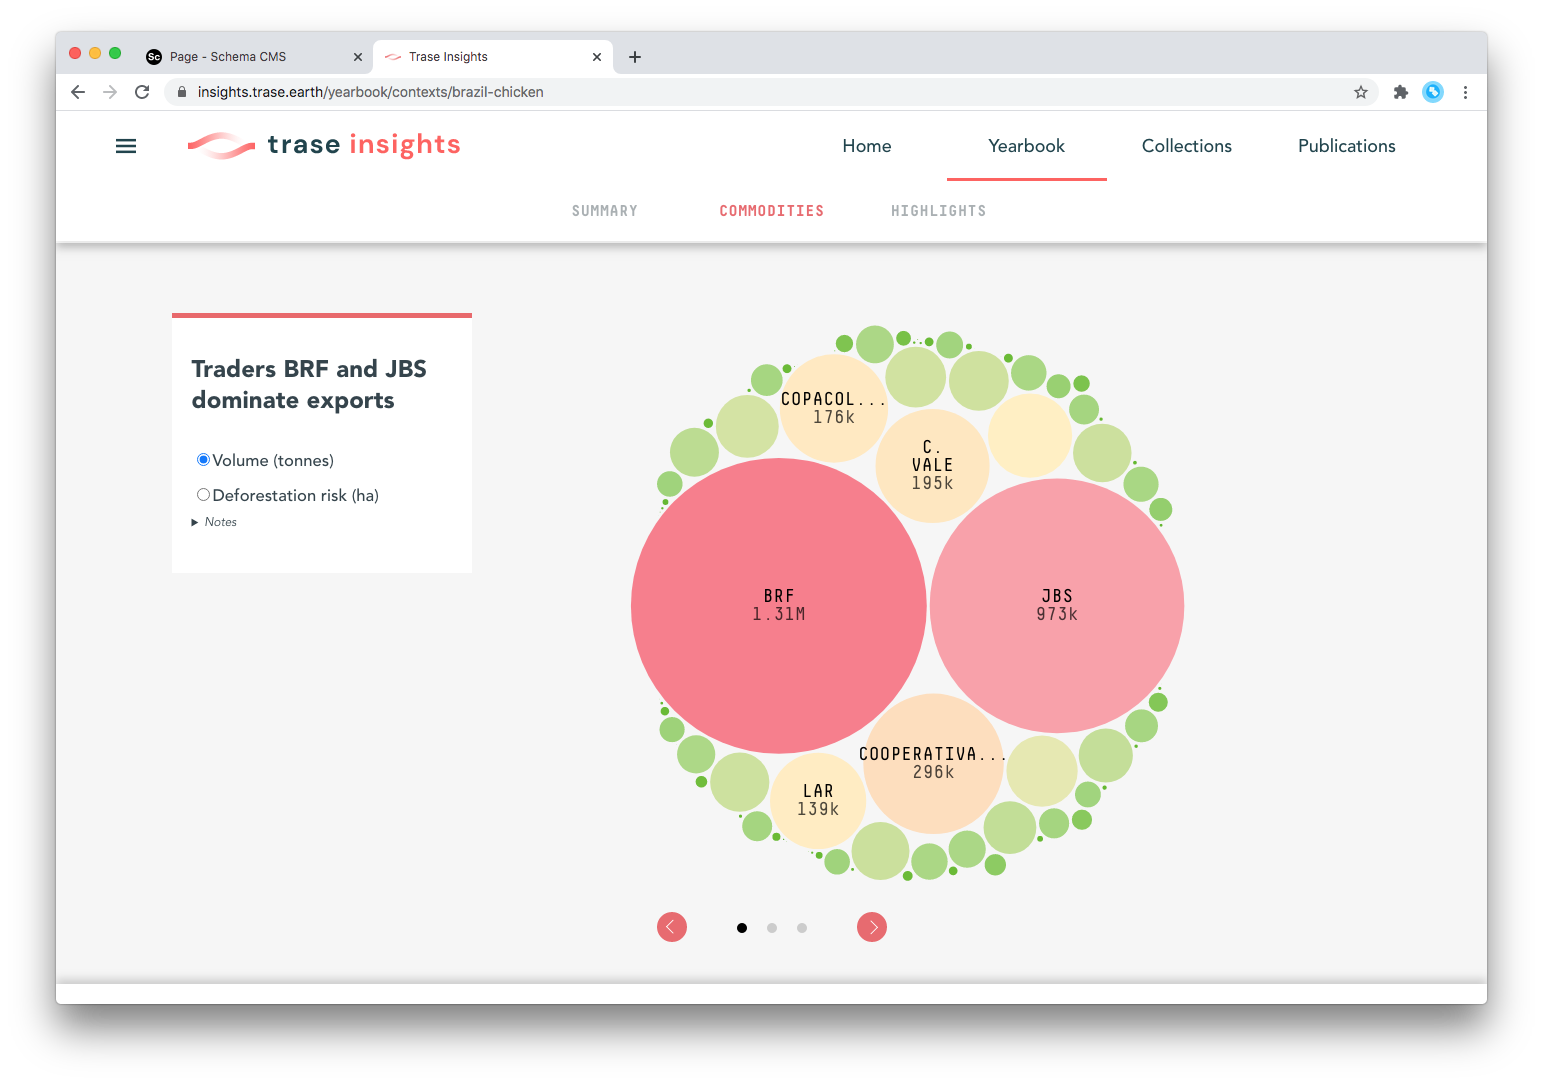 Page - Schema CMS
Trase Insights
insights.trase.earth/yearbook/contexts/brazil-chicken
trase insights
Home
Yearbook
Collections
Publications
SUMMARY
COMMODITIES
HIGHLIGHTS
Traders BRF and JBS
dominate exports
Volume (tonnes)
Deforestation risk (ha)
Notes
COPACOL...
176k
C.
VALE
195k
BRF
1.31M
JBS
973k
COOPERATIVA...
296k
LAR
139k